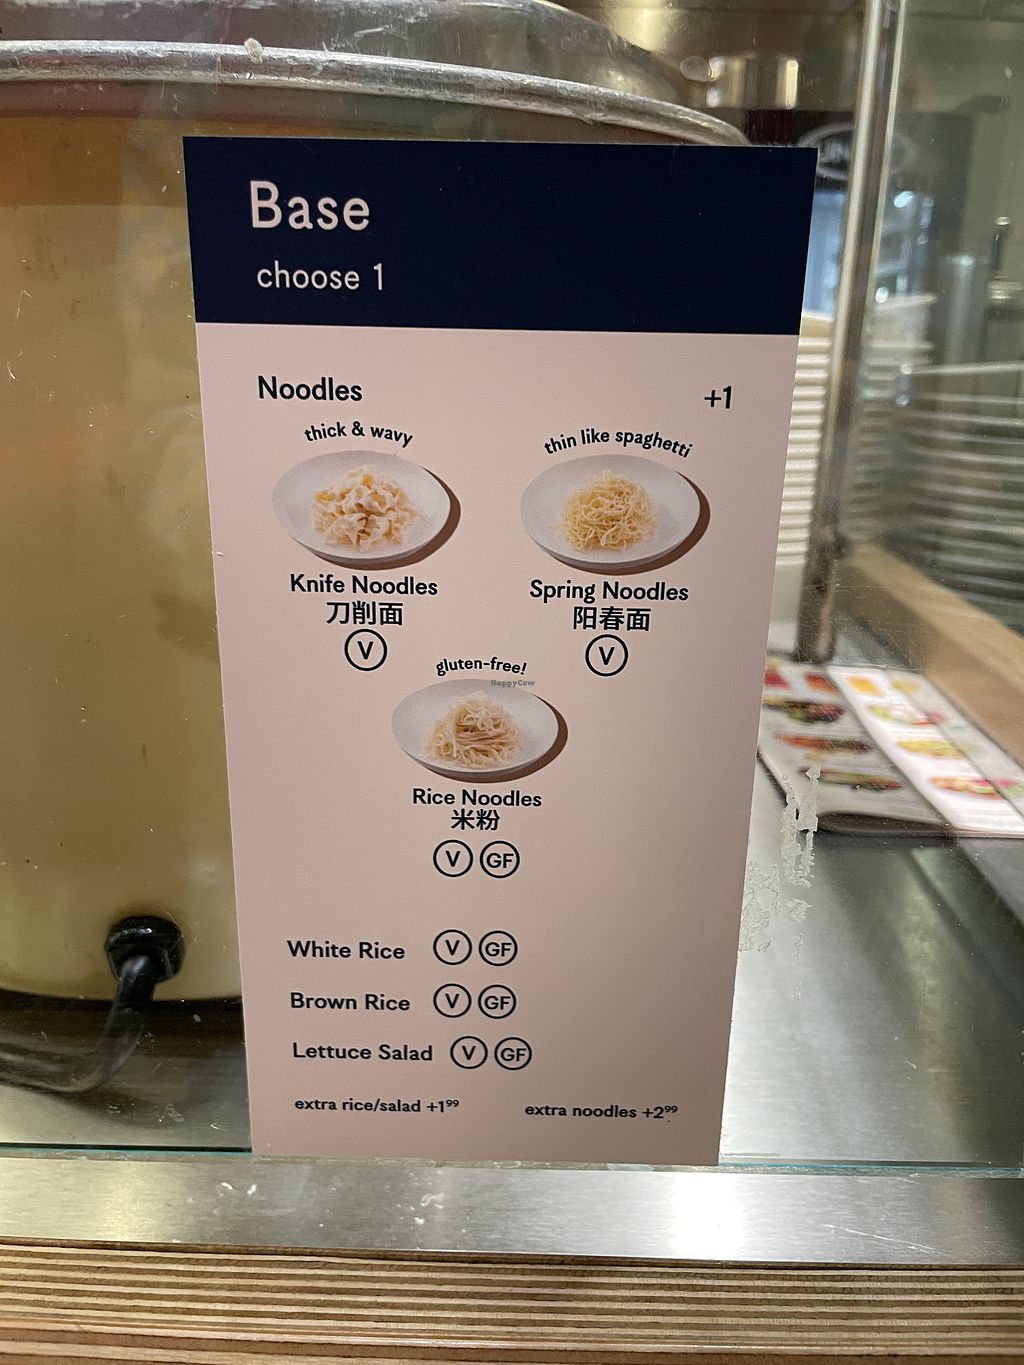 Base
choose 1
Noodles +1
thick & wavy
thin like spaghetti
Knife Noodles
刀削面
V
Spring Noodles
阳春面
V
gluten-free!
HappyCow
Rice Noodles
米粉
V GF
White Rice V GF
Brown Rice V GF
Lettuce Salad V GF
extra rice/salad +1⁹⁹
extra noodles +2⁹⁹